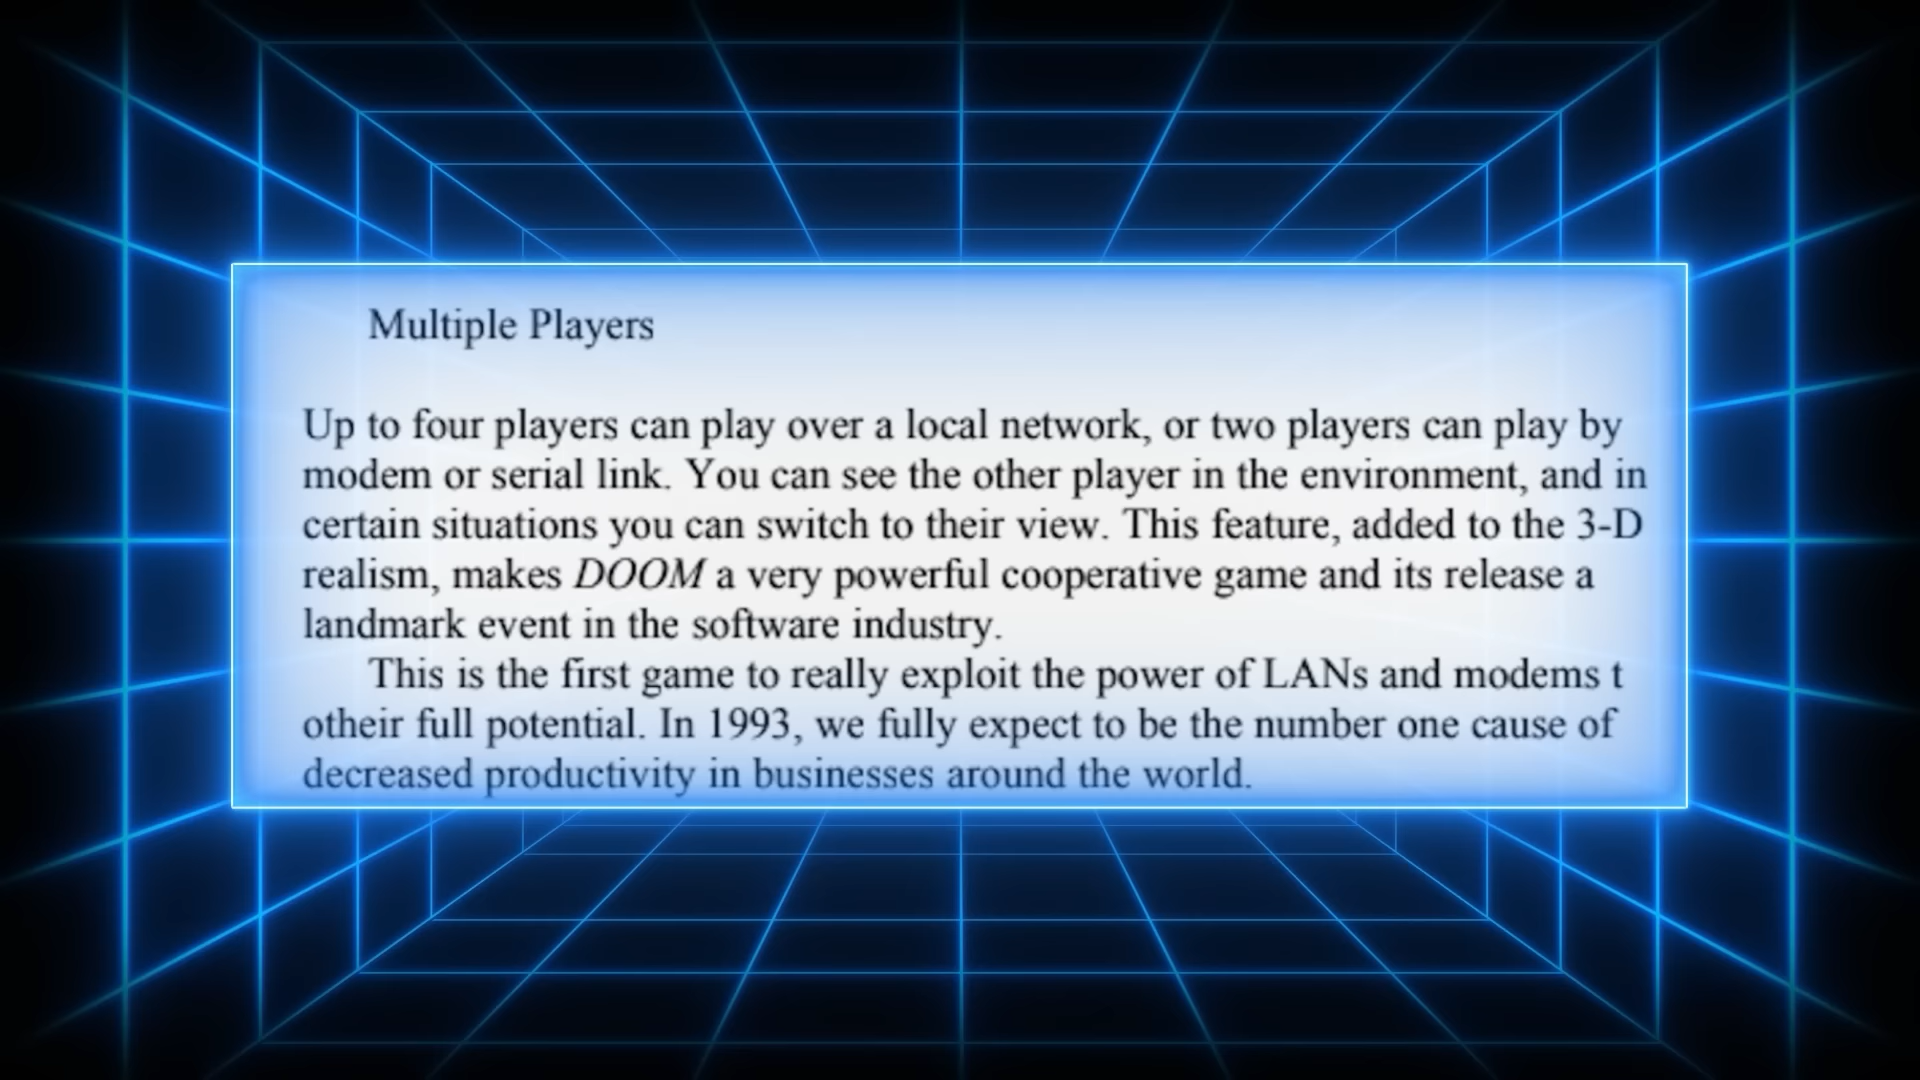 Multiple Players
Up to four players can play over a local network, or two players can play by
modem or serial link. You can see the other player in the environment, and in
certain situations you can switch to their view. This feature, added to the 3-D
realism, makes DOOM a very powerful cooperative game and its release a
landmark event in the software industry.
This is the first game to really exploit the power of LANs and modems t
otheir full potential. In 1993, we fully expect to be the number one cause of
decreased productivity in businesses around the world.